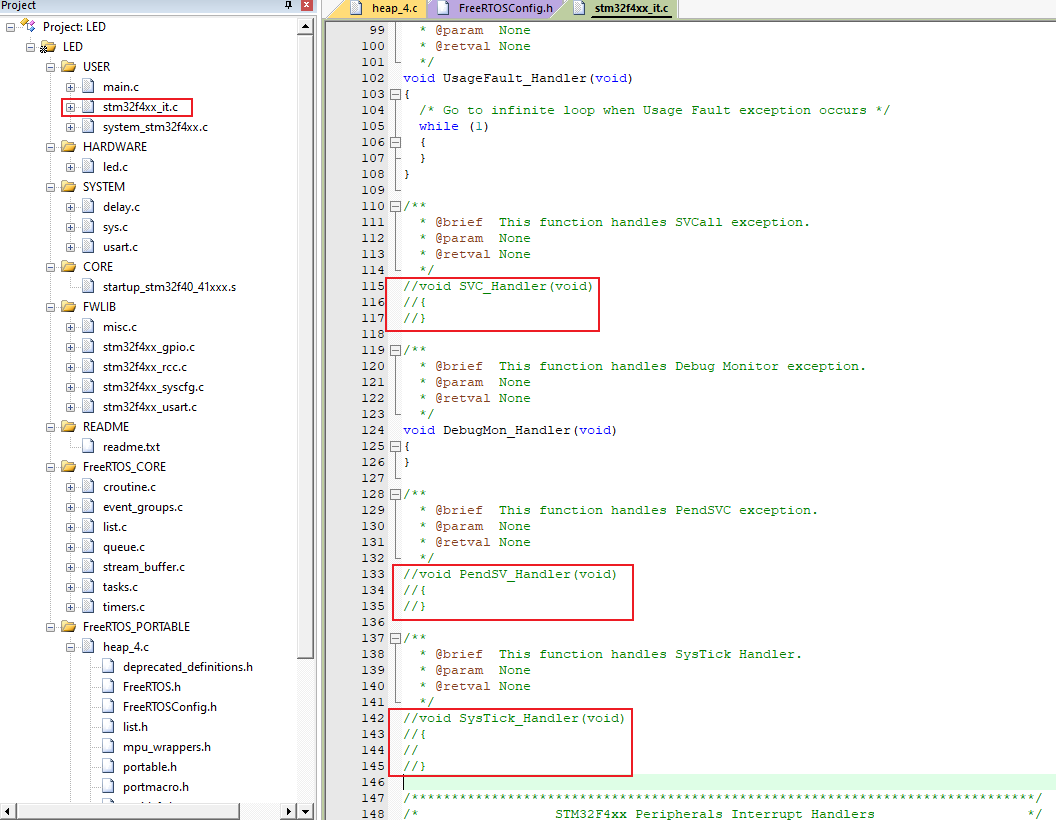 Project
heap_4.c
FreeRTOSConfig.h
stm32f4xx_it.c
Project: LED
LED
USER
main.c
stm32f4xx_it.c
system_stm32f4xx.c
HARDWARE
led.c
SYSTEM
delay.c
sys.c
usart.c
CORE
startup_stm32f40_41xxx.s
FWLIB
misc.c
stm32f4xx_gpio.c
stm32f4xx_rcc.c
stm32f4xx_syscfg.c
stm32f4xx_usart.c
README
readme.txt
FreeRTOS_CORE
croutine.c
event_groups.c
list.c
queue.c
stream_buffer.c
tasks.c
timers.c
FreeRTOS_PORTABLE
heap_4.c
deprecated_definitions.h
FreeRTOS.h
FreeRTOSConfig.h
list.h
mpu_wrappers.h
portable.h
portmacro.h
99 * @param None
100 * @retval None
101 */
102 void UsageFault_Handler(void)
103 {
104 /* Go to infinite loop when Usage Fault exception occurs */
105 while (1)
106 {
107 }
108 }
109
110 /**
111 * @brief This function handles SVCall exception.
112 * @param None
113 * @retval None
114 */
115 //void SVC_Handler(void)
116 //{
117 //}
118
119 /**
120 * @brief This function handles Debug Monitor exception.
121 * @param None
122 * @retval None
123 */
124 void DebugMon_Handler(void)
125 {
126 }
127
128 /**
129 * @brief This function handles PendSVC exception.
130 * @param None
131 * @retval None
132 */
133 //void PendSV_Handler(void)
134 //{
135 //}
136
137 /**
138 * @brief This function handles SysTick Handler.
139 * @param None
140 * @retval None
141 */
142 //void SysTick_Handler(void)
143 //{
144 //
145 //}
146
147 /******************************************************************************/
148 /* STM32F4xx Peripherals Interrupt Handlers */